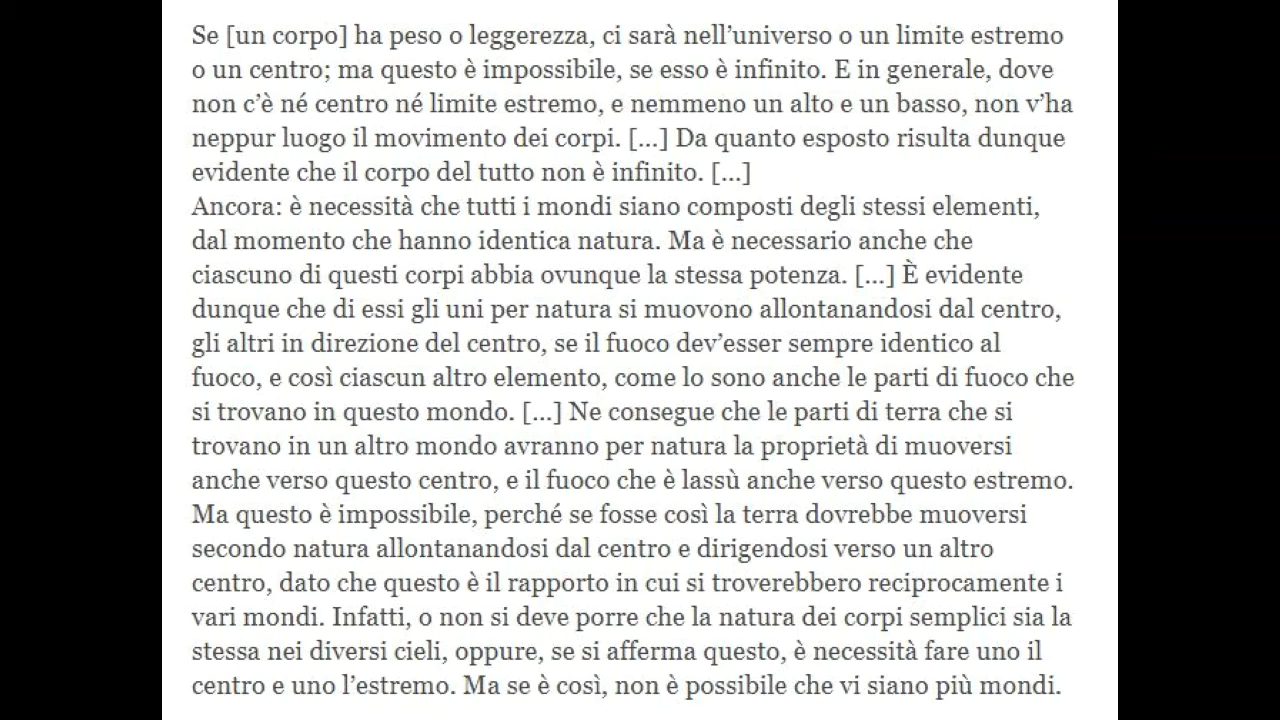 Se [un corpo] ha peso o leggerezza, ci sarà nell’universo o un limite estremo
o un centro; ma questo è impossibile, se esso è infinito. E in generale, dove
non c’è né centro né limite estremo, e nemmeno un alto e un basso, non v’ha
neppur luogo il movimento dei corpi. [...] Da quanto esposto risulta dunque
evidente che il corpo del tutto non è infinito. [...]
Ancora: è necessità che tutti i mondi siano composti degli stessi elementi,
dal momento che hanno identica natura. Ma è necessario anche che
ciascuno di questi corpi abbia ovunque la stessa potenza. [...] È evidente
dunque che di essi gli uni per natura si muovono allontanandosi dal centro,
gli altri in direzione del centro, se il fuoco dev’esser sempre identico al
fuoco, e così ciascun altro elemento, come lo sono anche le parti di fuoco che
si trovano in questo mondo. [...] Ne consegue che le parti di terra che si
trovano in un altro mondo avranno per natura la proprietà di muoversi
anche verso questo centro, e il fuoco che è lassù anche verso questo estremo.
Ma questo è impossibile, perché se fosse così la terra dovrebbe muoversi
secondo natura allontanandosi dal centro e dirigendosi verso un altro
centro, dato che questo è il rapporto in cui si troverebbero reciprocamente i
vari mondi. Infatti, o non si deve porre che la natura dei corpi semplici sia la
stessa nei diversi cieli, oppure, se si afferma questo, è necessità fare uno il
centro e uno l’estremo. Ma se è così, non è possibile che vi siano più mondi.